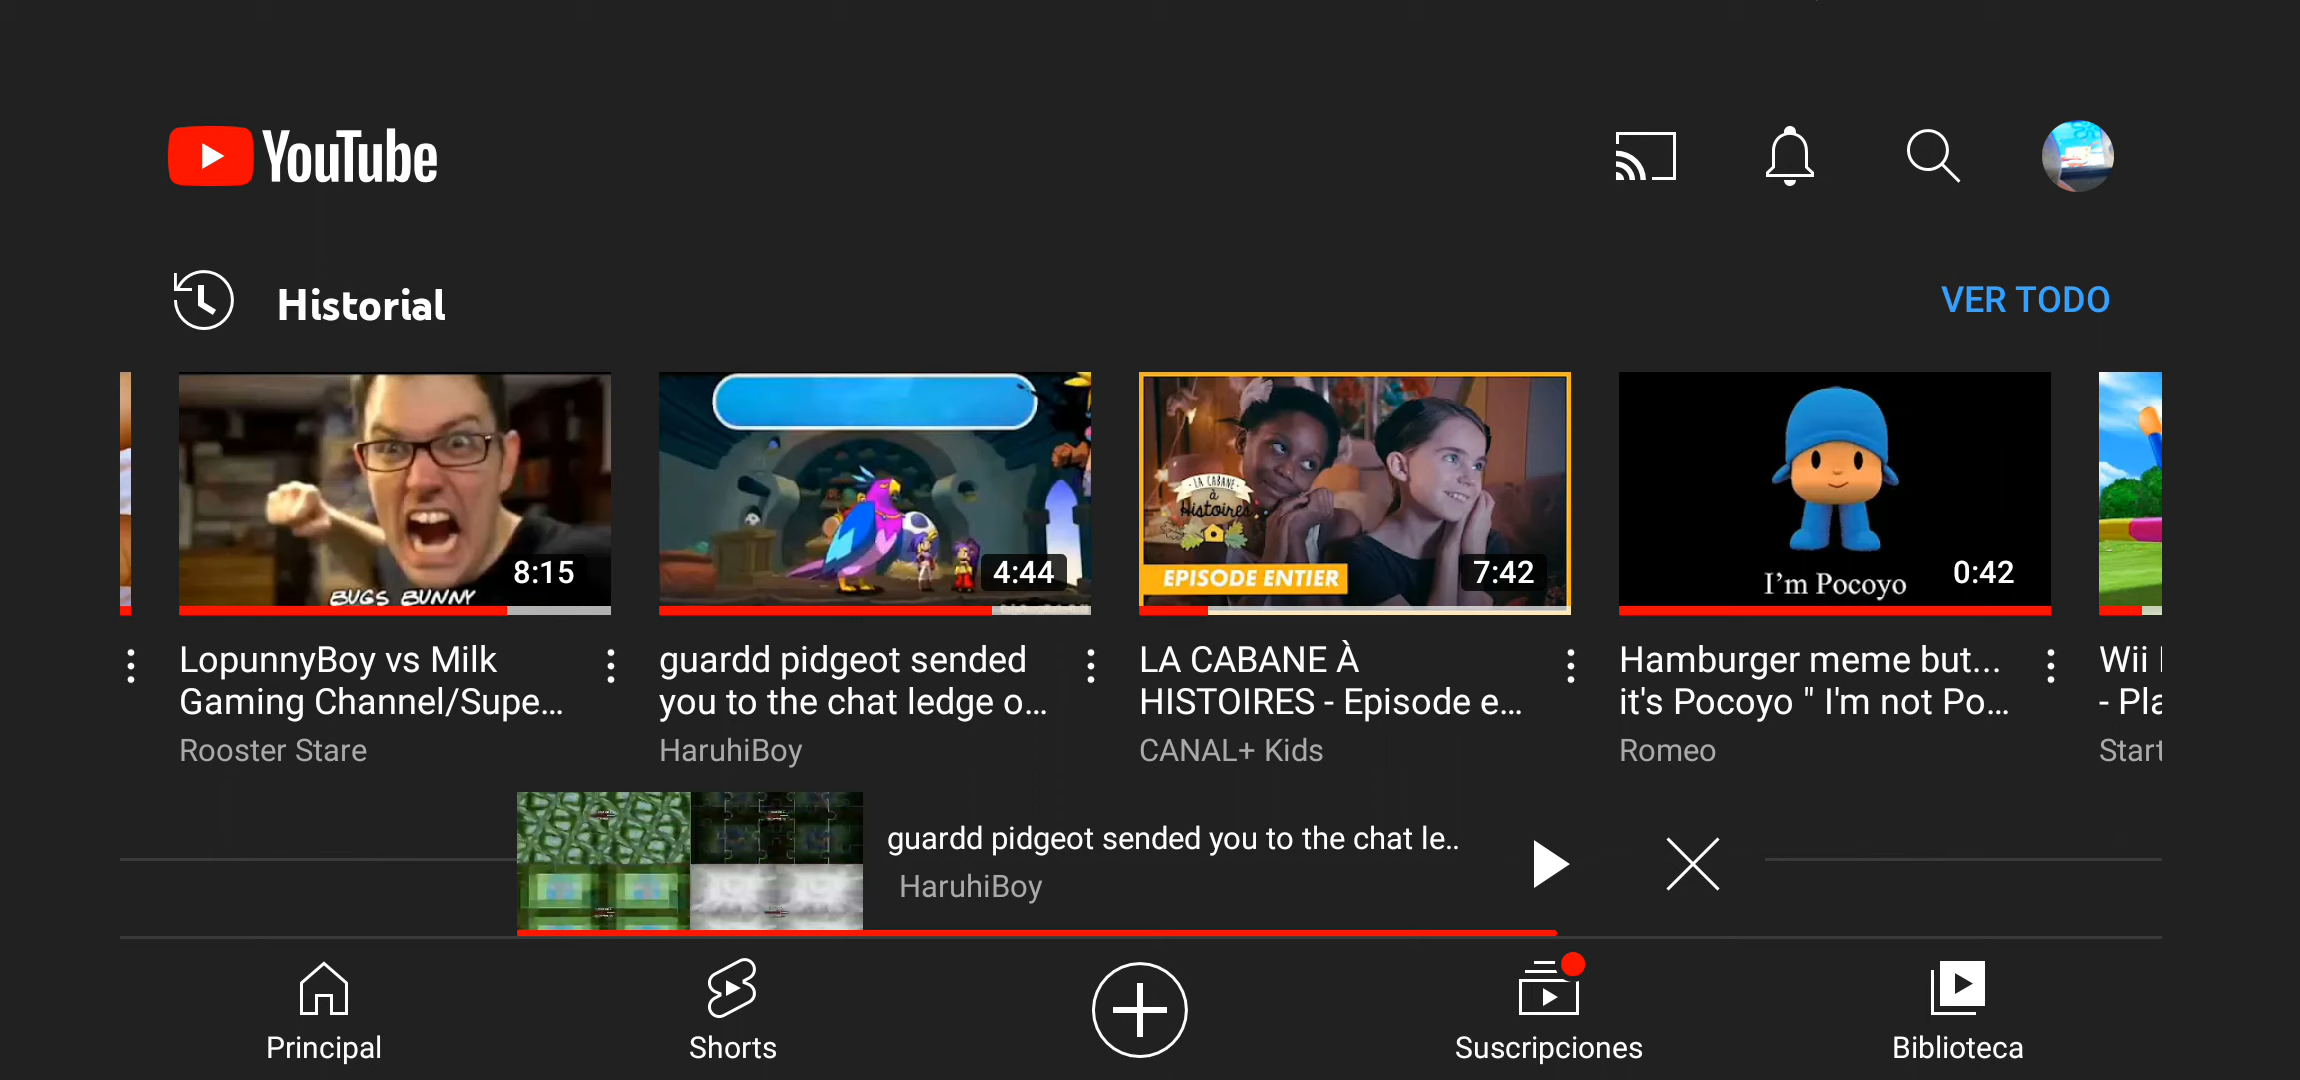 YouTube
Historial
VER TODO
BUGS BUNNY
8:15
4:44
LA CABANE
à
Histoires
EPISODE ENTIER
7:42
I'm Pocoyo
0:42
LopunnyBoy vs Milk
Gaming Channel/Supe...
Rooster Stare
guardd pidgeot sended
you to the chat ledge o...
HaruhiBoy
LA CABANE À
HISTOIRES - Episode e...
CANAL+ Kids
Hamburger meme but...
it's Pocoyo " I'm not Po...
Romeo
Wii
- Pla
Start
guardd pidgeot sended you to the chat le..
HaruhiBoy
Principal
Shorts
Suscripciones
Biblioteca